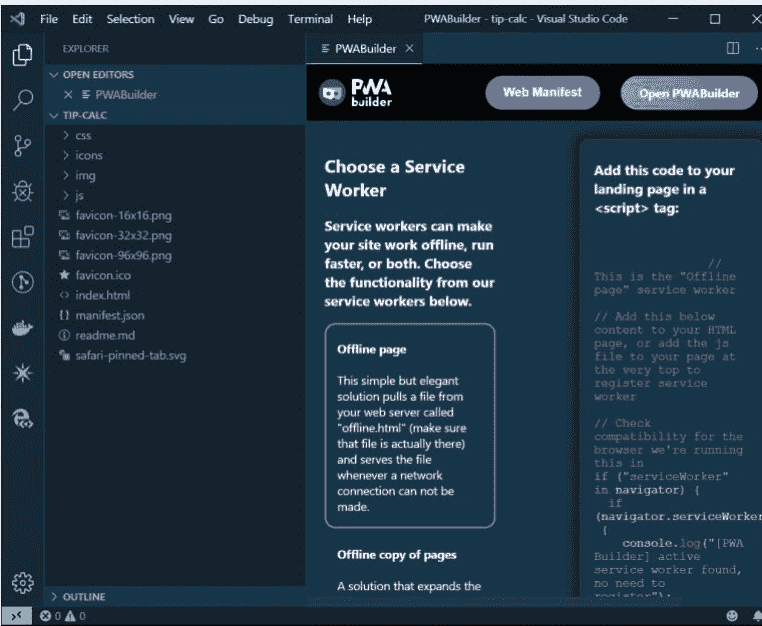 File Edit Selection View Go Debug Terminal Help PWABuilder - tip-calc - Visual Studio Code
EXPLORER
OPEN EDITORS
PWABuilder
TIP-CALC
css
icons
img
js
favicon-16x16.png
favicon-32x32.png
favicon-96x96.png
favicon.ico
index.html
manifest.json
readme.md
safari-pinned-tab.svg
OUTLINE
PWABuilder
PWA
builder
Web Manifest
Open PWABuilder
Choose a Service
Worker
Service workers can make
your site work offline, run
faster, or both. Choose
the functionality from our
service workers below.
Offline page
This simple but elegant
solution pulls a file from
your web server called
"offline.html" (make sure
that file is actually there)
and serves the file
whenever a network
connection can not be
made.
Offline copy of pages
A solution that expands the
Add this code to your
landing page in a
<script> tag:
//
This is the "Offline
page" service worker
// Add this below
content to your HTML
page, or add the js
file to your page at
the very top to
register service
worker
// Check
compatibility for the
browser we're running
this in
if ("serviceWorker"
in navigator) {
if
(navigator.serviceWorker
{
console.log("[PWA
Builder] active
service worker found,
no need to
register");
0 0